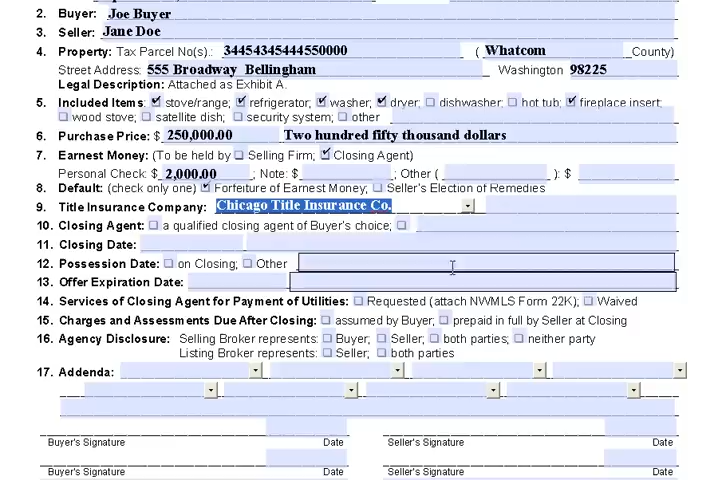 2. Buyer: Joe Buyer
3. Seller: Jane Doe
4. Property: Tax Parcel No(s).: 34454345444550000 ( Whatcom County)
Street Address: 555 Broadway Bellingham Washington 98225
Legal Description: Attached as Exhibit A.
5. Included Items: stove/range; refrigerator; washer; dryer; dishwasher; hot tub; fireplace insert;
wood stove; satellite dish; security system; other
6. Purchase Price: $ 250,000.00 Two hundred fifty thousand dollars
7. Earnest Money: (To be held by Selling Firm; Closing Agent)
Personal Check: $ 2,000.00 ; Note: $ ; Other ( ): $
8. Default: (check only one) Forfeiture of Earnest Money; Seller's Election of Remedies
9. Title Insurance Company: Chicago Title Insurance Co.
10. Closing Agent: a qualified closing agent of Buyer's choice;
11. Closing Date:
12. Possession Date: on Closing; Other
13. Offer Expiration Date:
14. Services of Closing Agent for Payment of Utilities: Requested (attach NWMLS Form 22K); Waived
15. Charges and Assessments Due After Closing: assumed by Buyer; prepaid in full by Seller at Closing
16. Agency Disclosure: Selling Broker represents: Buyer; Seller; both parties; neither party
Listing Broker represents: Seller; both parties
17. Addenda:
Buyer's Signature Date Seller's Signature Date
Buyer's Signature Date Seller's Signature Date